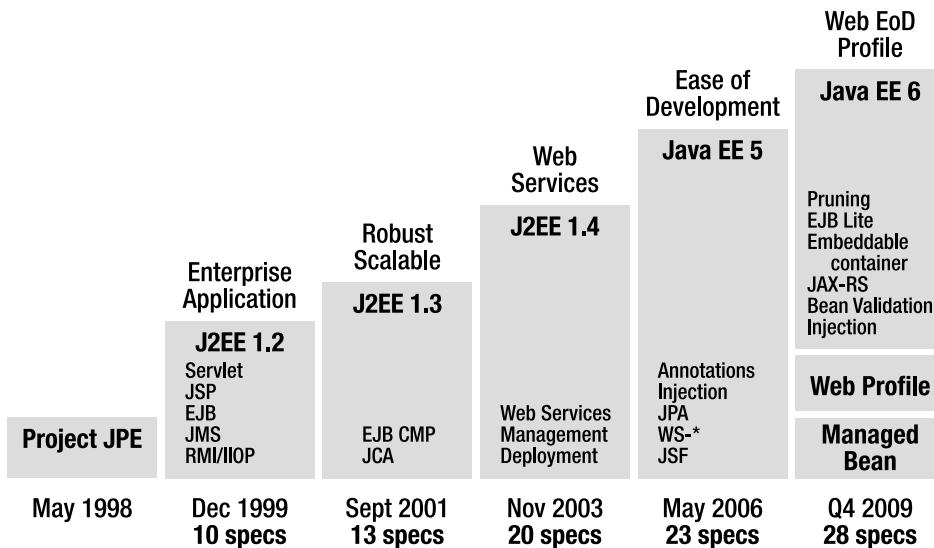 Project JPE
May 1998
Enterprise
Application
J2EE 1.2
Servlet
JSP
EJB
JMS
RMI/IIOP
Dec 1999
10 specs
Robust
Scalable
J2EE 1.3
EJB CMP
JCA
Sept 2001
13 specs
Web
Services
J2EE 1.4
Web Services
Management
Deployment
Nov 2003
20 specs
Ease of
Development
Java EE 5
Annotations
Injection
JPA
WS-*
JSF
May 2006
23 specs
Web EoD
Profile
Java EE 6
Pruning
EJB Lite
Embeddable
container
JAX-RS
Bean Validation
Injection
Web Profile
Managed
Bean
Q4 2009
28 specs